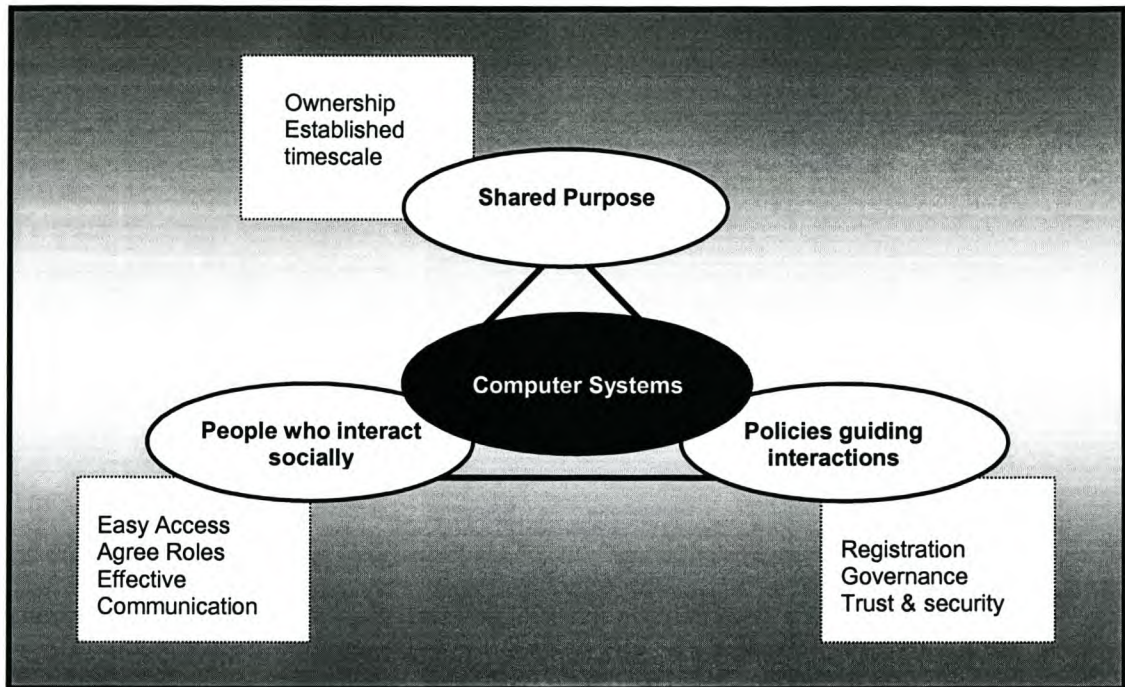 Ownership
Established
timescale
Shared Purpose
Computer Systems
People who interact
socially
Policies guiding
interactions
Easy Access
Agree Roles
Effective
Communication
Registration
Governance
Trust & security